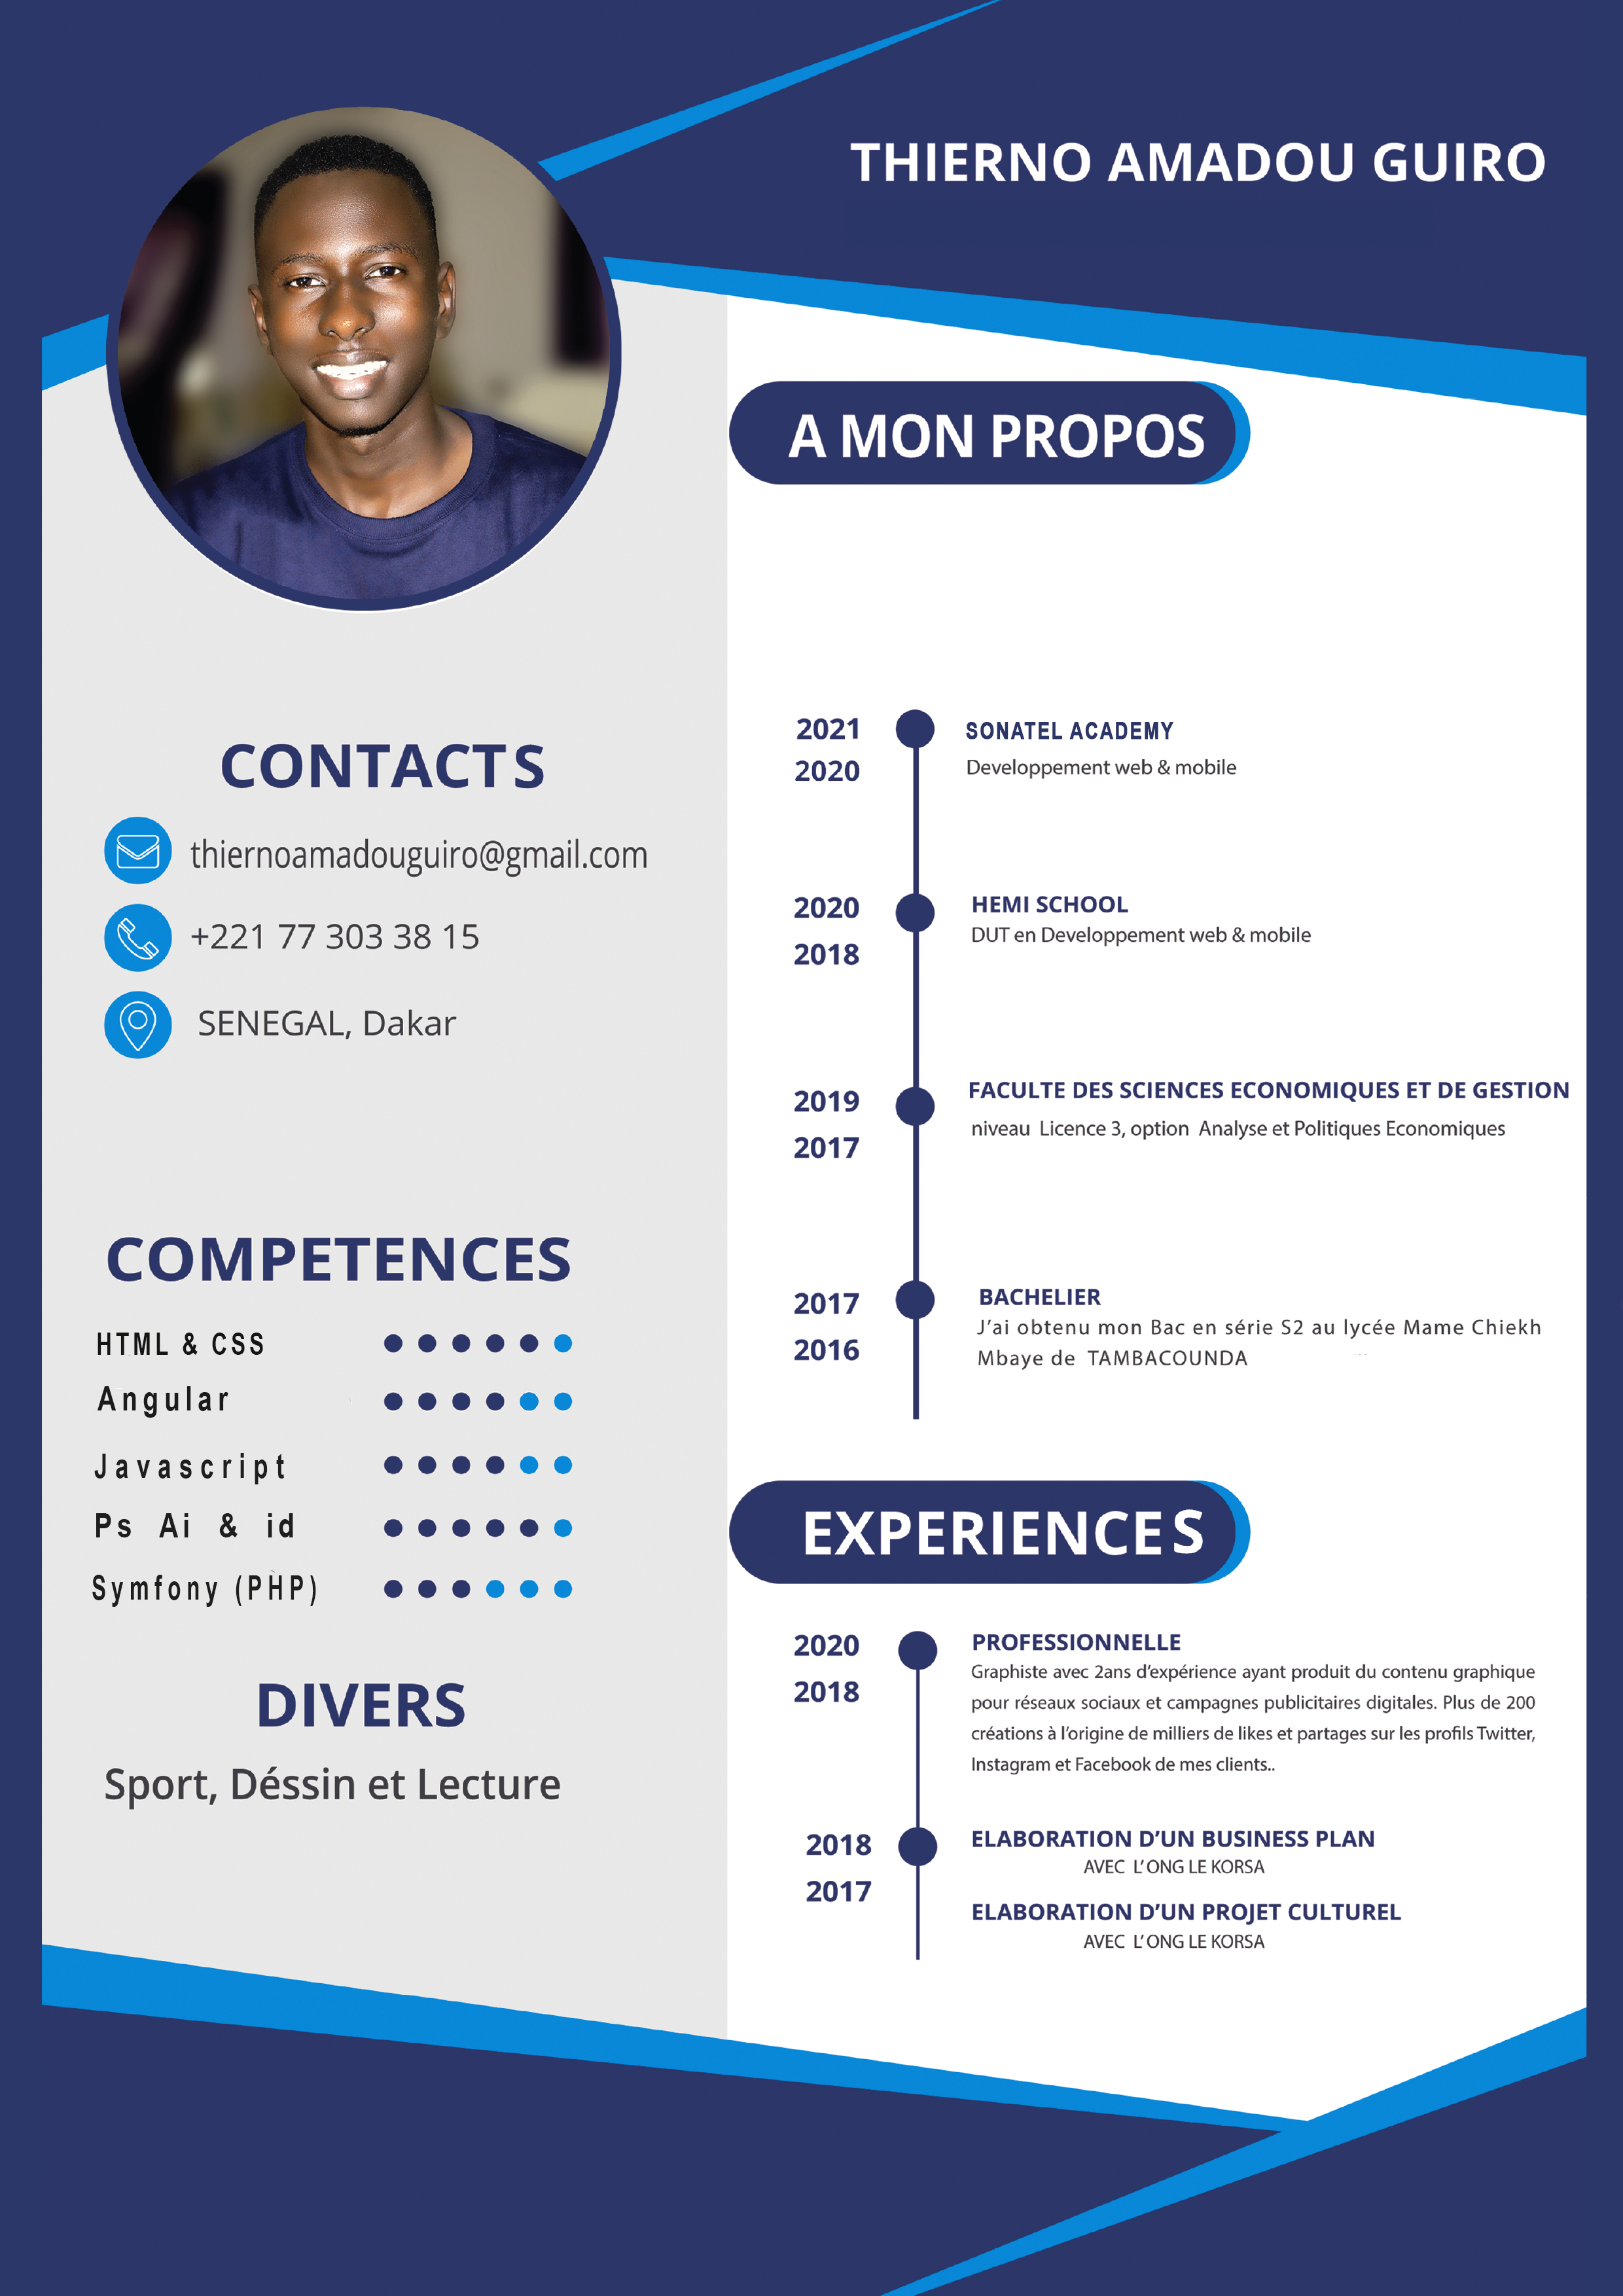 THIERNO AMADOU GUIRO
CONTACTS
thiernoamadouguiro@gmail.com
+221 77 303 38 15
SENEGAL, Dakar
COMPETENCES
HTML & CSS
Angular
Javascript
Ps Ai & id
Symfony (PHP)
DIVERS
Sport, Déssin et Lecture
A MON PROPOS
2021
2020
SONATEL ACADEMY
Developpement web & mobile
2020
2018
HEMI SCHOOL
DUT en Developpement web & mobile
2019
2017
FACULTE DES SCIENCES ECONOMIQUES ET DE GESTION
niveau Licence 3, option Analyse et Politiques Economiques
2017
2016
BACHELIER
J’ai obtenu mon Bac en série S2 au lycée Mame Chiekh
Mbaye de TAMBACOUNDA
EXPERIENCES
2020
2018
PROFESSIONNELLE
Graphiste avec 2ans d’expérience ayant produit du contenu graphique
pour réseaux sociaux et campagnes publicitaires digitales. Plus de 200
créations à l’origine de milliers de likes et partages sur les profils Twitter,
Instagram et Facebook de mes clients..
2018
2017
ELABORATION D’UN BUSINESS PLAN
AVEC L’ONG LE KORSA
ELABORATION D’UN PROJET CULTUREL
AVEC L’ONG LE KORSA